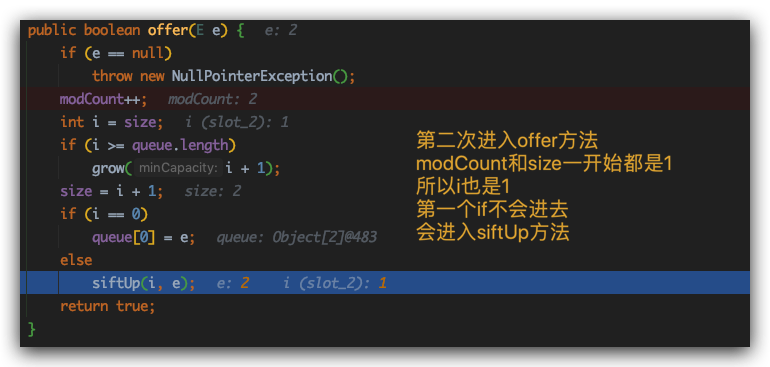 public boolean offer(E e) {  e: 2
if (e == null)
throw new NullPointerException();
modCount++;  modCount: 2
int i = size;  i (slot_2): 1
if (i >= queue.length)
grow(minCapacity: i + 1);
size = i + 1;  size: 2
if (i == 0)
queue[0] = e;  queue: Object[2]@483
else
siftUp(i, e);  e: 2  i (slot_2): 1
return true;
}
第二次进入offer方法
modCount和size一开始都是1
所以i也是1
第一个if不会进去
会进入siftUp方法